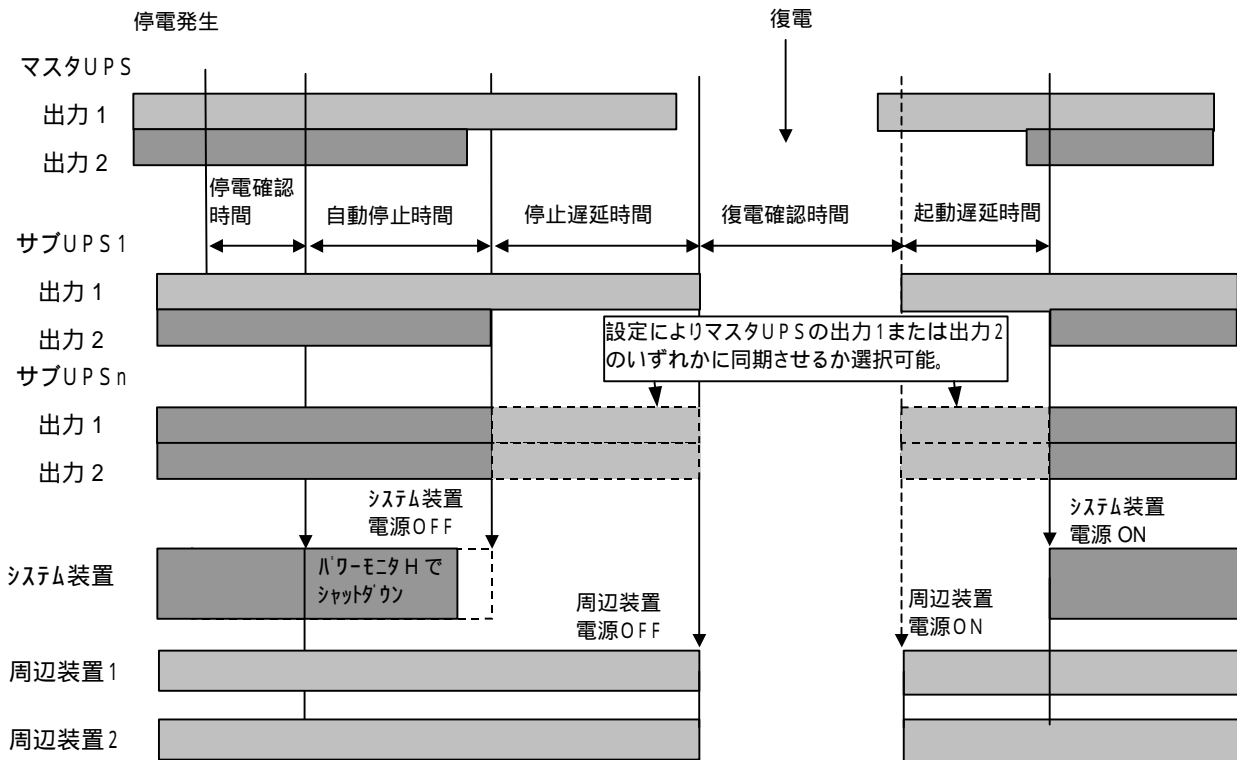 停電発生
復電
マスタUPS
出力1
出力2
停電確認
時間
自動停止時間
停止遅延時間
復電確認時間
起動遅延時間
サブUPS1
出力1
出力2
設定によりマスタUPSの出力1または出力2
のいずれかに同期させるか選択可能。
サブUPSn
出力1
出力2
ｼｽﾃﾑ装置
電源OFF
ｼｽﾃﾑ装置
電源ON
ｼｽﾃﾑ装置
ﾊﾟﾜｰﾓﾆﾀHで
ｼｬｯﾄﾀﾞｳﾝ
周辺装置
電源OFF
周辺装置
電源ON
周辺装置1
周辺装置2